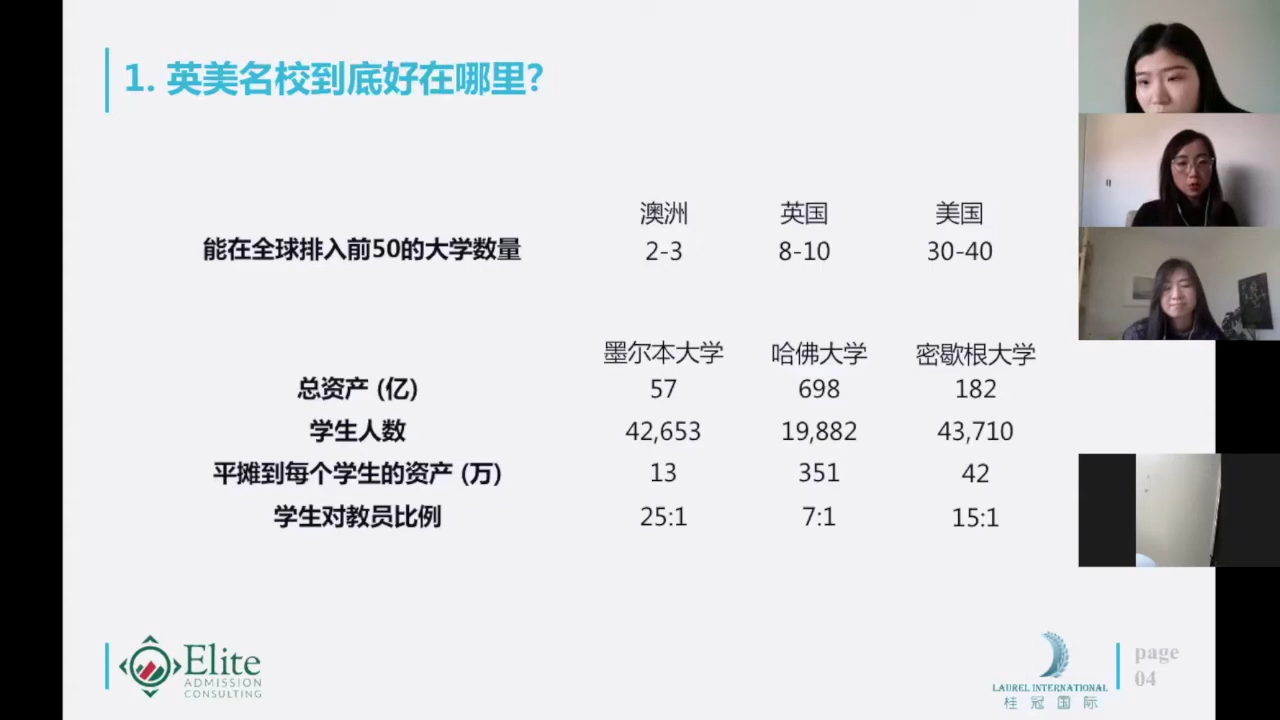 1. 英美名校到底好在哪里?
澳洲 英国 美国
能在全球排入前50的大学数量 2-3 8-10 30-40
墨尔本大学 哈佛大学 密歇根大学
总资产 (亿) 57 698 182
学生人数 42,653 19,882 43,710
平摊到每个学生的资产 (万) 13 351 42
学生对教员比例 25:1 7:1 15:1
Elite
ADMISSION
CONSULTING
LAUREL INTERNATIONAL
桂冠国际
page
04